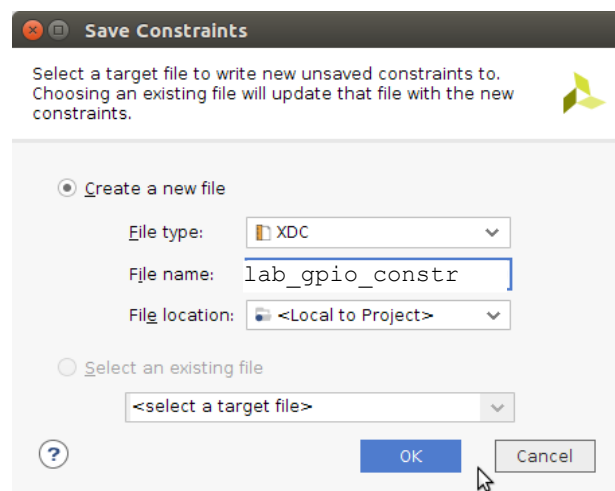 Save Constraints
Select a target file to write new unsaved constraints to.
Choosing an existing file will update that file with the new
constraints.
Create a new file
File type: XDC
File name: lab_gpio_constr
File location: <Local to Project>
Select an existing file
<select a target file>
? OK Cancel